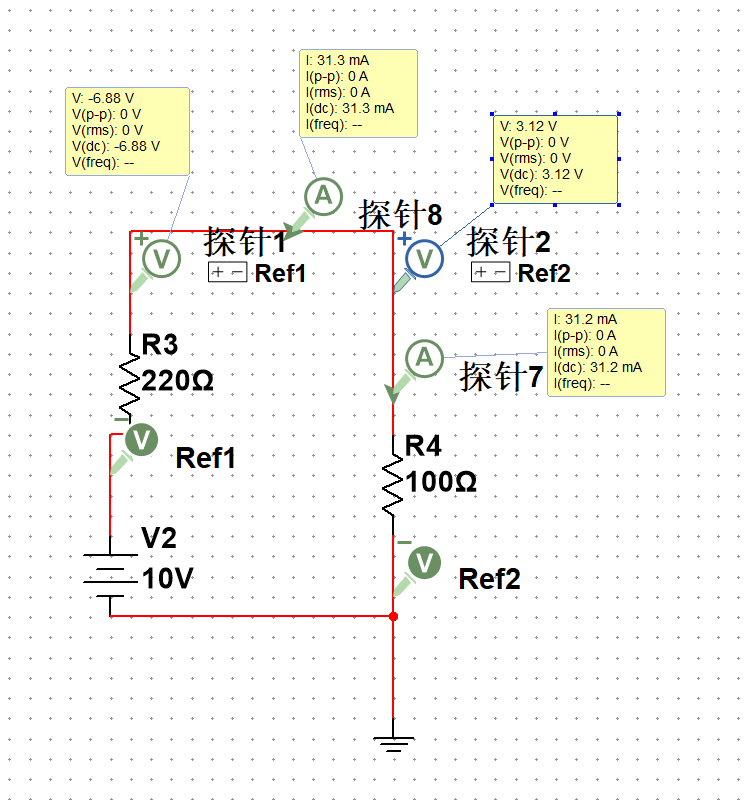 I: 31.3 mA
I(p-p): 0 A
I(rms): 0 A
I(dc): 31.3 mA
I(freq): --
V: -6.88 V
V(p-p): 0 V
V(rms): 0 V
V(dc): -6.88 V
V(freq): --
V: 3.12 V
V(p-p): 0 V
V(rms): 0 V
V(dc): 3.12 V
V(freq): --
A
探针8
+
V
探针1
+ −
Ref1
+
V
探针2
+ −
Ref2
I: 31.2 mA
I(p-p): 0 A
I(rms): 0 A
I(dc): 31.2 mA
I(freq): --
A
探针7
R3
220Ω
−
V
Ref1
R4
100Ω
V2
10V
−
V
Ref2